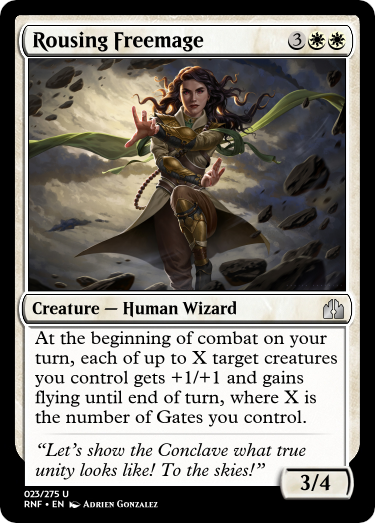 Rousing Freemage 3
Creature — Human Wizard
At the beginning of combat on your
turn, each of up to X target creatures
you control gets +1/+1 and gains
flying until end of turn, where X is
the number of Gates you control.
“Let’s show the Conclave what true
unity looks like! To the skies!”
3/4
023/275 U
RNF • EN Adrien Gonzalez